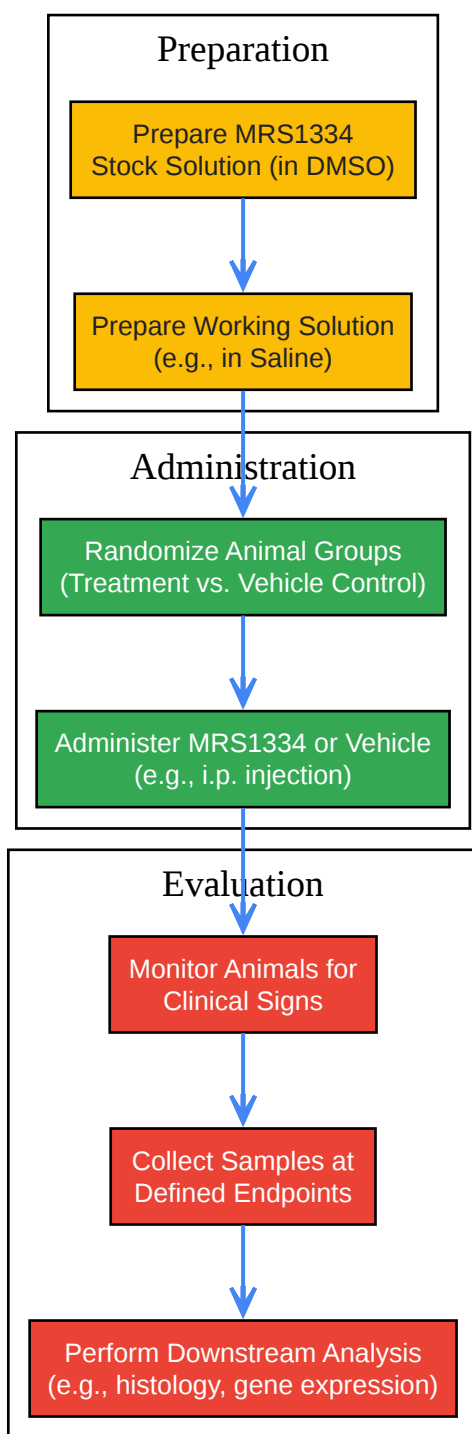 Preparation
Prepare MRS1334
Stock Solution (in DMSO)
Prepare Working Solution
(e.g., in Saline)
Administration
Randomize Animal Groups
(Treatment vs. Vehicle Control)
Administer MRS1334 or Vehicle
(e.g., i.p. injection)
Evaluation
Monitor Animals for
Clinical Signs
Collect Samples at
Defined Endpoints
Perform Downstream Analysis
(e.g., histology, gene expression)